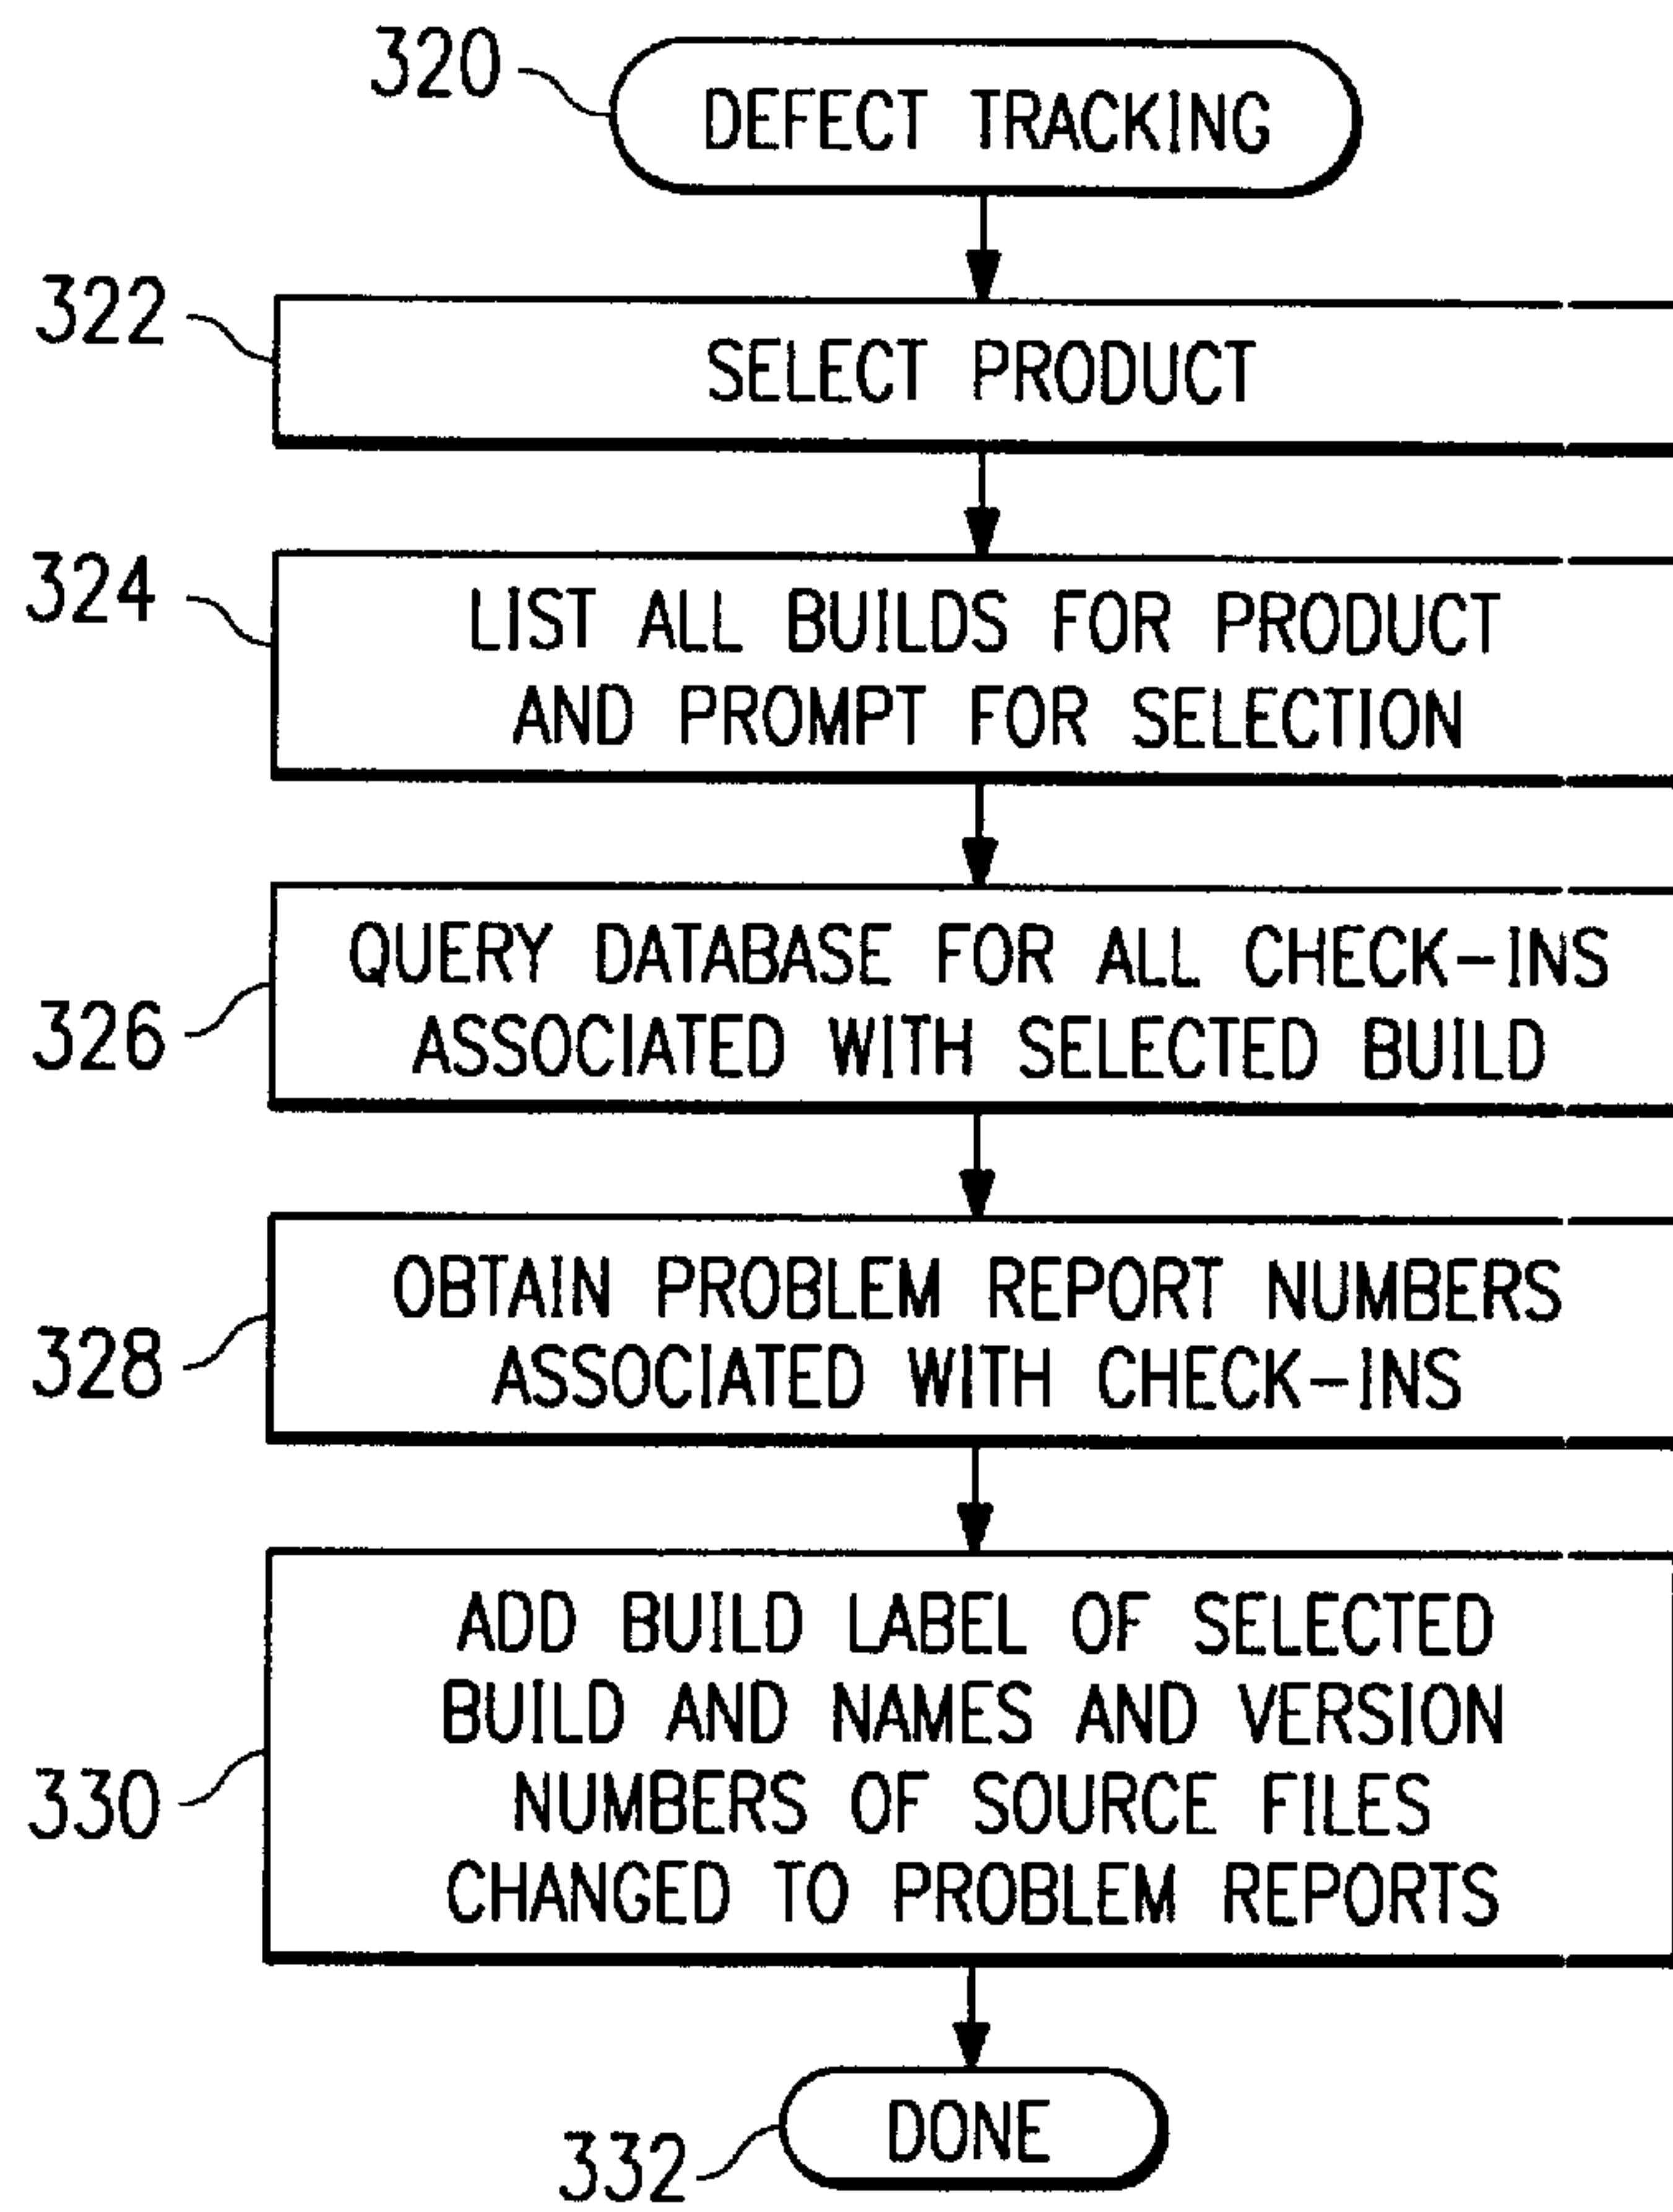 320
DEFECT TRACKING
322
SELECT PRODUCT
324
LIST ALL BUILDS FOR PRODUCT
AND PROMPT FOR SELECTION
326
QUERY DATABASE FOR ALL CHECK-INS
ASSOCIATED WITH SELECTED BUILD
328
OBTAIN PROBLEM REPORT NUMBERS
ASSOCIATED WITH CHECK-INS
330
ADD BUILD LABEL OF SELECTED
BUILD AND NAMES AND VERSION
NUMBERS OF SOURCE FILES
CHANGED TO PROBLEM REPORTS
332
DONE